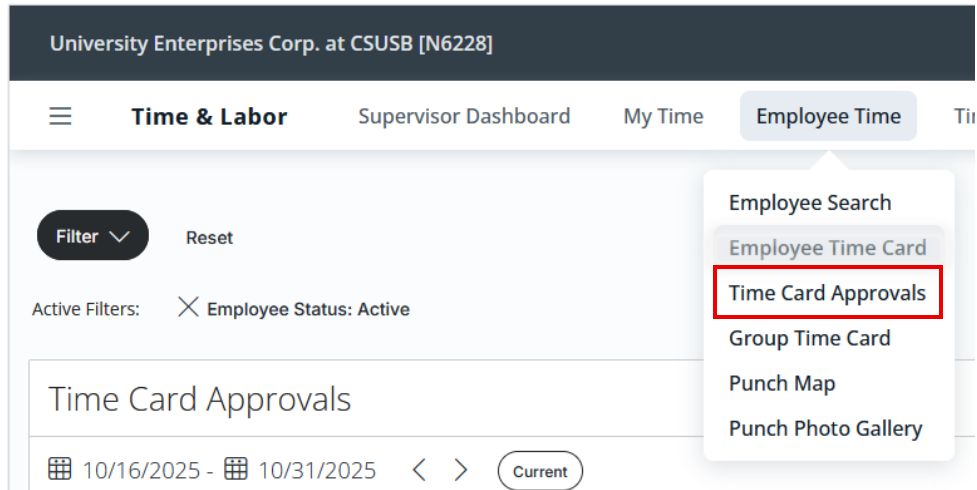 University Enterprises Corp. at CSUSB [N6228]
Time & Labor Supervisor Dashboard My Time Employee Time
Employee Search
Employee Time Card
Time Card Approvals
Group Time Card
Punch Map
Punch Photo Gallery
Filter Reset
Active Filters: Employee Status: Active
Time Card Approvals
10/16/2025 - 10/31/2025 Current